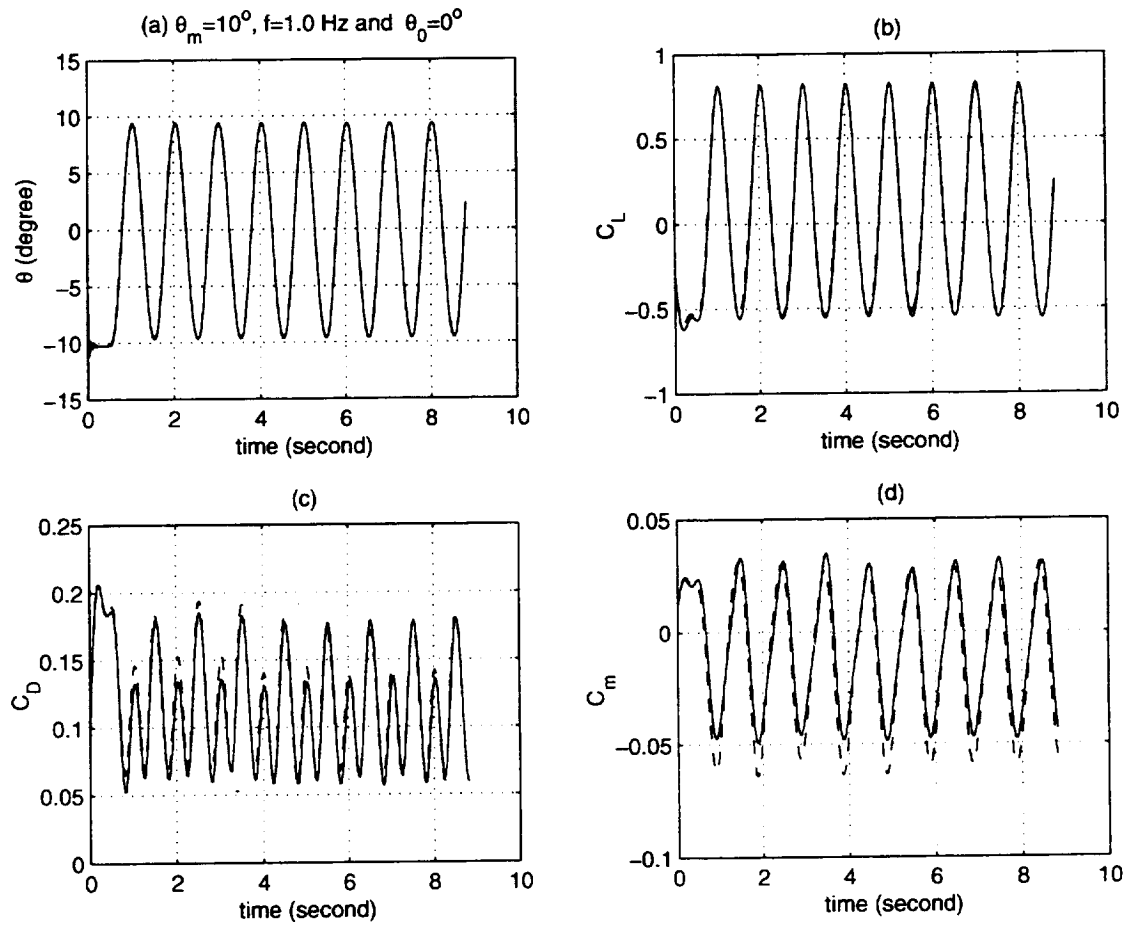 (a) θm=10°, f=1.0 Hz and θ0=0°
15
10
5
0
−5
−10
−15
θ (degree)
0 2 4 6 8 10
time (second)
(b)
1
0.5
0
−0.5
−1
CL
0 2 4 6 8 10
time (second)
(c)
0.25
0.2
0.15
0.1
0.05
0
CD
0 2 4 6 8 10
time (second)
(d)
0.05
0
−0.05
−0.1
Cm
0 2 4 6 8 10
time (second)